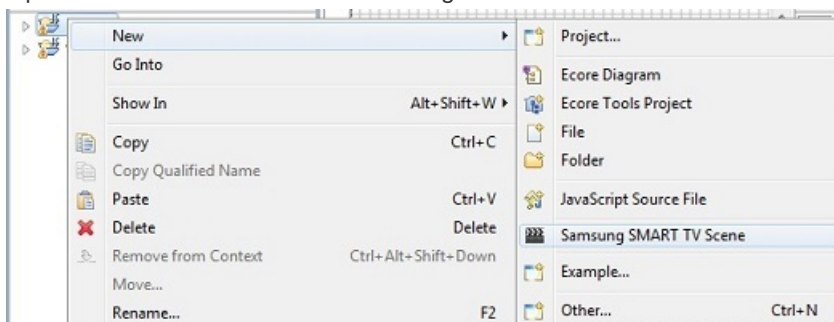 New
Go Into
Show In Alt+Shift+W
Copy Ctrl+C
Copy Qualified Name
Paste Ctrl+V
Delete Delete
Remove from Context Ctrl+Alt+Shift+Down
Move...
Rename... F2
Project...
Ecore Diagram
Ecore Tools Project
File
Folder
JavaScript Source File
Samsung SMART TV Scene
Example...
Other... Ctrl+N